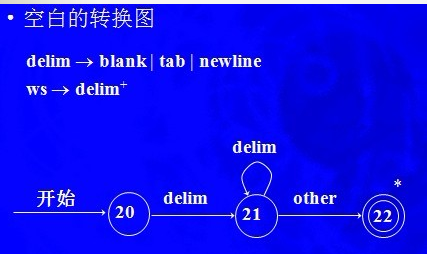 • 空白的转换图
delim → blank | tab | newline
ws → delim⁺
delim
开始 20 delim 21 other 22 *